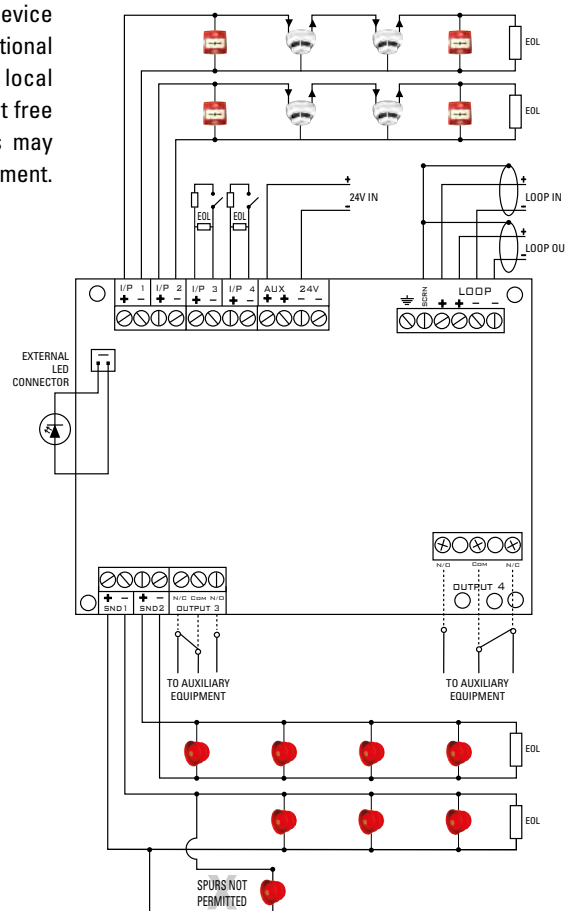 evice
tional
local
t free
s may
ment.
EOL
EOL
EOL EOL
+
24V IN
-
+
LOOP IN
-
+
LOOP OU
-
I/P 1 I/P 2 I/P 3 I/P 4 AUX 24V
+ - + - + - + - + + - -
SCRN LOOP
+ + - -
EXTERNAL
LED
CONNECTOR
N/O Com N/C
OUTPUT 4
+ - + - N/C Com N/O
SND1 SND2 OUTPUT 3
TO AUXILIARY
EQUIPMENT
TO AUXILIARY
EQUIPMENT
EOL
EOL
X
SPURS NOT
PERMITTED